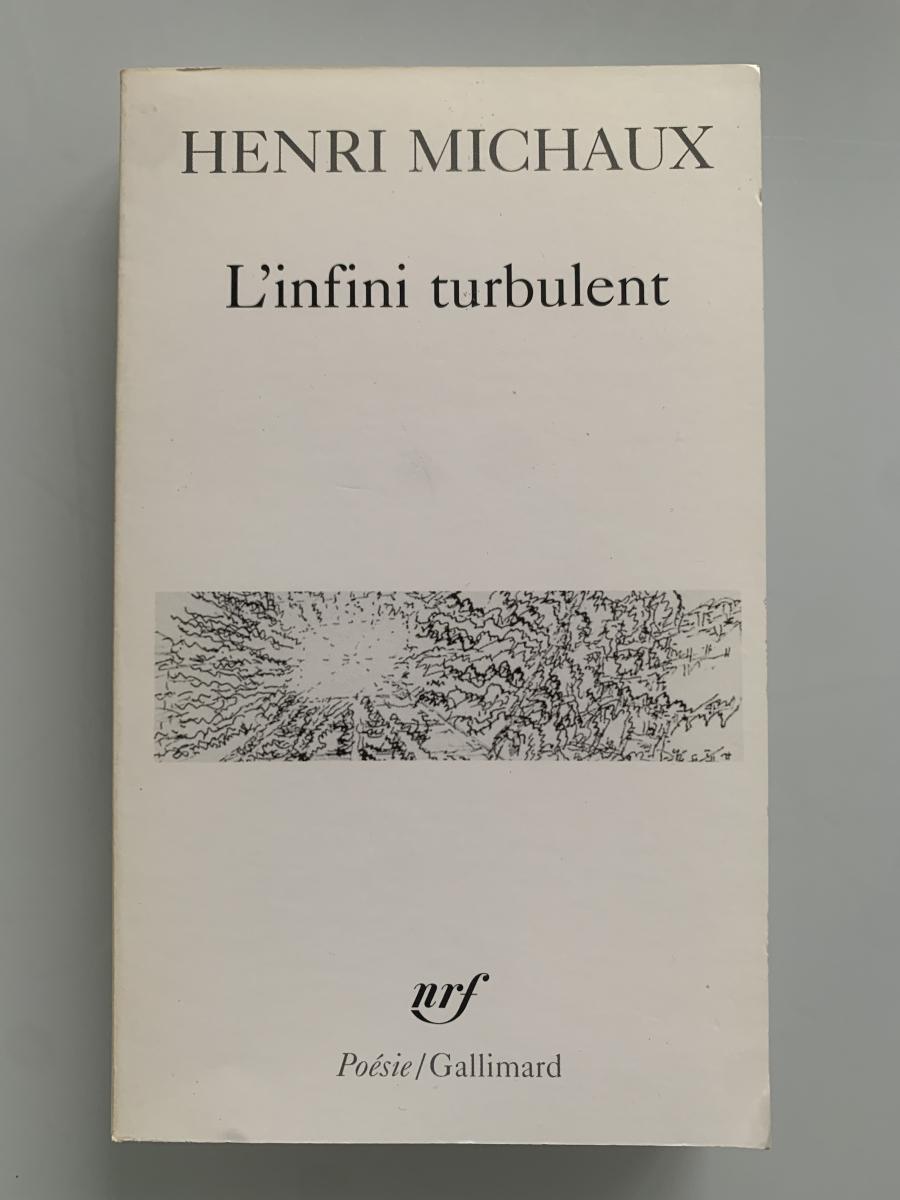 HENRI MICHAUX
L'infini turbulent
nrf
Poésie/Gallimard